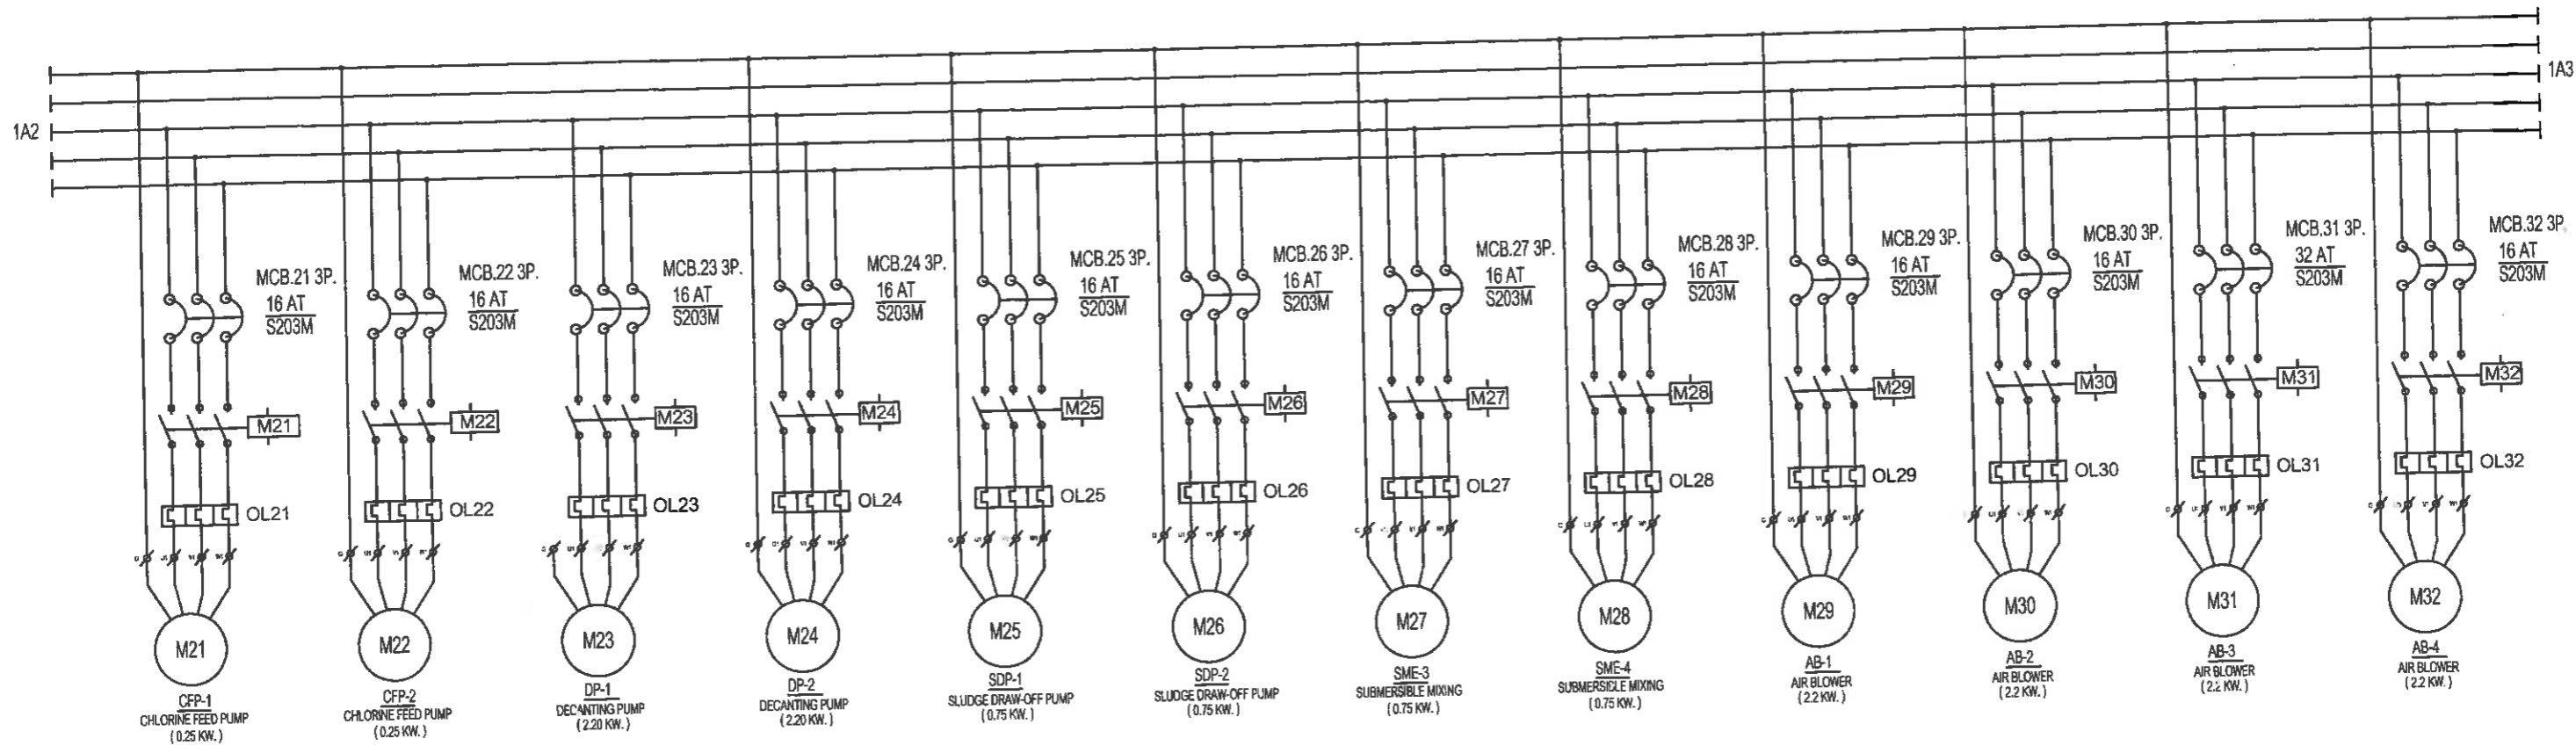 1A2
1A3
MCB.21 3P.
16 AT
S203M
MCB.22 3P.
16 AT
S203M
MCB.23 3P.
16 AT
S203M
MCB.24 3P.
16 AT
S203M
MCB.25 3P.
16 AT
S203M
MCB.26 3P.
16 AT
S203M
MCB.27 3P.
16 AT
S203M
MCB.28 3P.
16 AT
S203M
MCB.29 3P.
16 AT
S203M
MCB.30 3P.
16 AT
S203M
MCB.31 3P.
32 AT
S203M
MCB.32 3P.
16 AT
S203M
M21
M22
M23
M24
M25
M26
M27
M28
M29
M30
M31
M32
OL21
OL22
OL23
OL24
OL25
OL26
OL27
OL28
OL29
OL30
OL31
OL32
M21
CFP-1
CHLORINE FEED PUMP
( 0.25 KW. )
M22
CFP-2
CHLORINE FEED PUMP
( 0.25 KW. )
M23
DP-1
DECANTING PUMP
( 2.20 KW. )
M24
DP-2
DECANTING PUMP
( 2.20 KW. )
M25
SDP-1
SLUDGE DRAW-OFF PUMP
( 0.75 KW. )
M26
SDP-2
SLUDGE DRAW-OFF PUMP
( 0.75 KW. )
M27
SME-3
SUBMERSIBLE MIXING
( 0.75 KW. )
M28
SME-4
SUBMERSICLE MIXING
( 0.75 KW. )
M29
AB-1
AIR BLOWER
( 2.2 KW. )
M30
AB-2
AIR BLOWER
( 2.2 KW. )
M31
AB-3
AIR BLOWER
( 2.2 KW. )
M32
AB-4
AIR BLOWER
( 2.2 KW. )